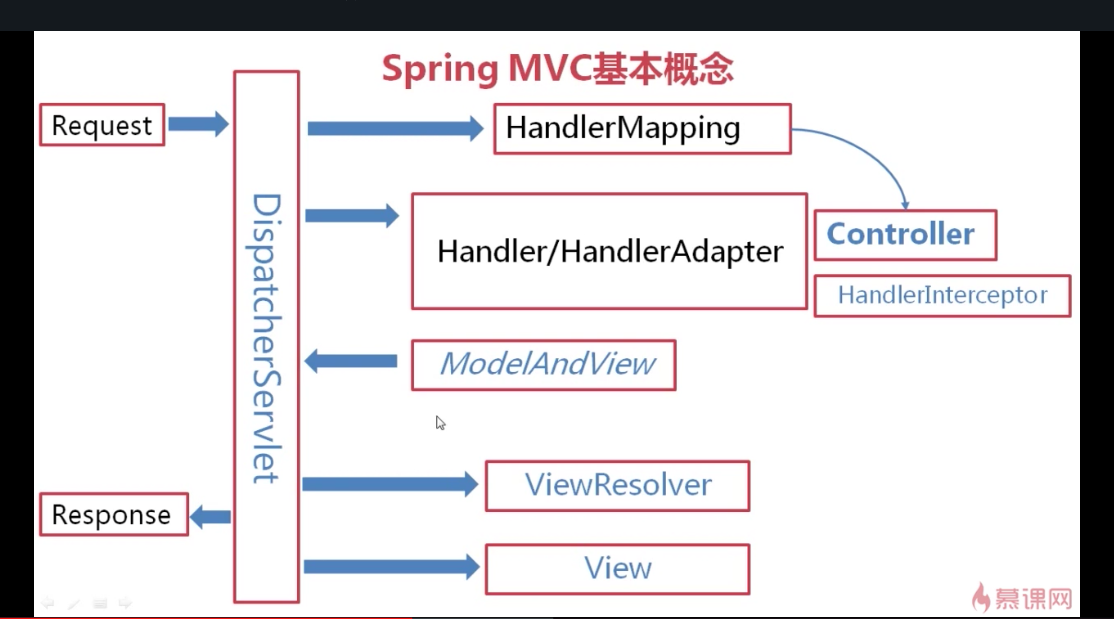 Spring MVC基本概念
Request
HandlerMapping
DispatcherServlet
Handler/HandlerAdapter
Controller
HandlerInterceptor
ModelAndView
ViewResolver
Response
View
慕课网